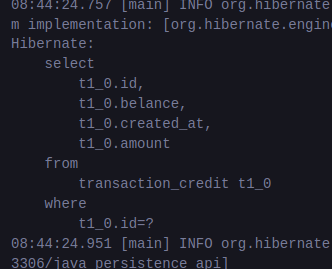 08:44:24.757 [main] INFO org.hibernate
m implementation: [org.hibernate.engin
Hibernate:
    select
        t1_0.id,
        t1_0.belance,
        t1_0.created_at,
        t1_0.amount
    from
        transaction_credit t1_0
    where
        t1_0.id=?
08:44:24.951 [main] INFO org.hibernate
3306/java_persistence_api]